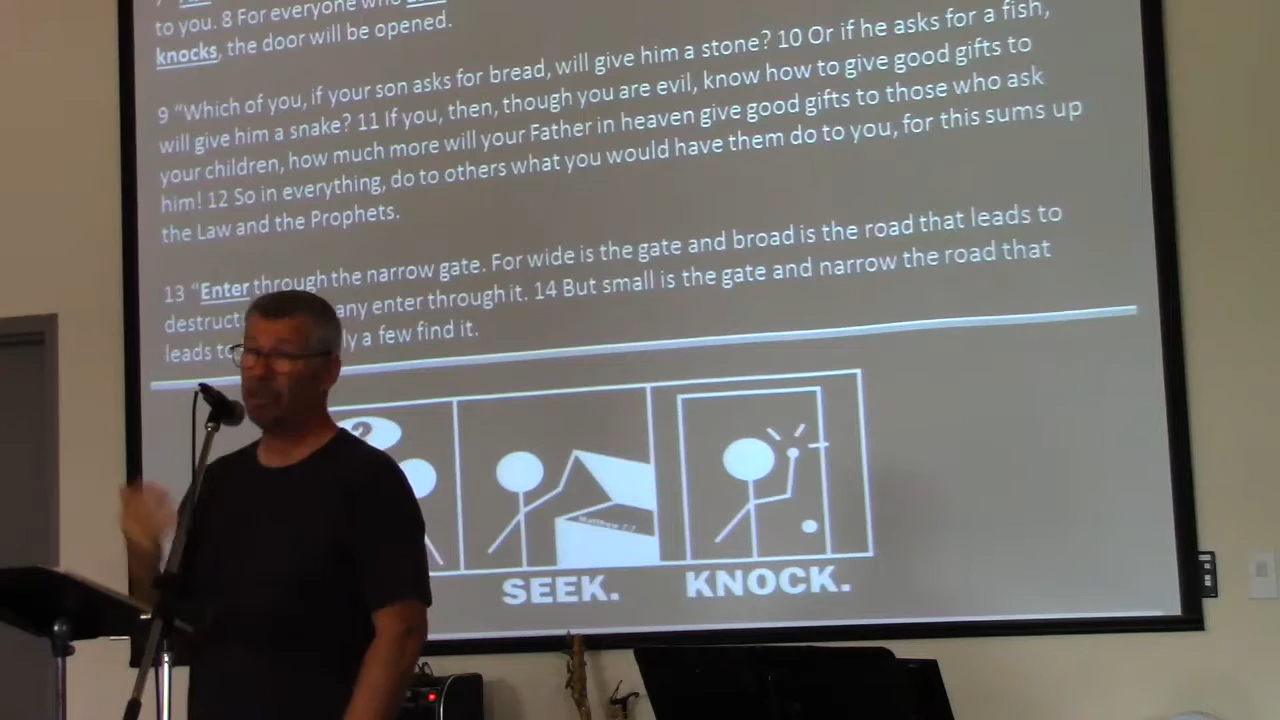 to you. 8 For everyone who
knocks, the door will be opened.
9 “Which of you, if your son asks for bread, will give him a stone? 10 Or if he asks for a fish,
will give him a snake? 11 If you, then, though you are evil, know how to give good gifts to
your children, how much more will your Father in heaven give good gifts to those who ask
him! 12 So in everything, do to others what you would have them do to you, for this sums up
the Law and the Prophets.
13 “Enter through the narrow gate. For wide is the gate and broad is the road that leads to
destruct any enter through it. 14 But small is the gate and narrow the road that
leads to ly a few find it.
?
Matthew 7:7
SEEK. KNOCK.